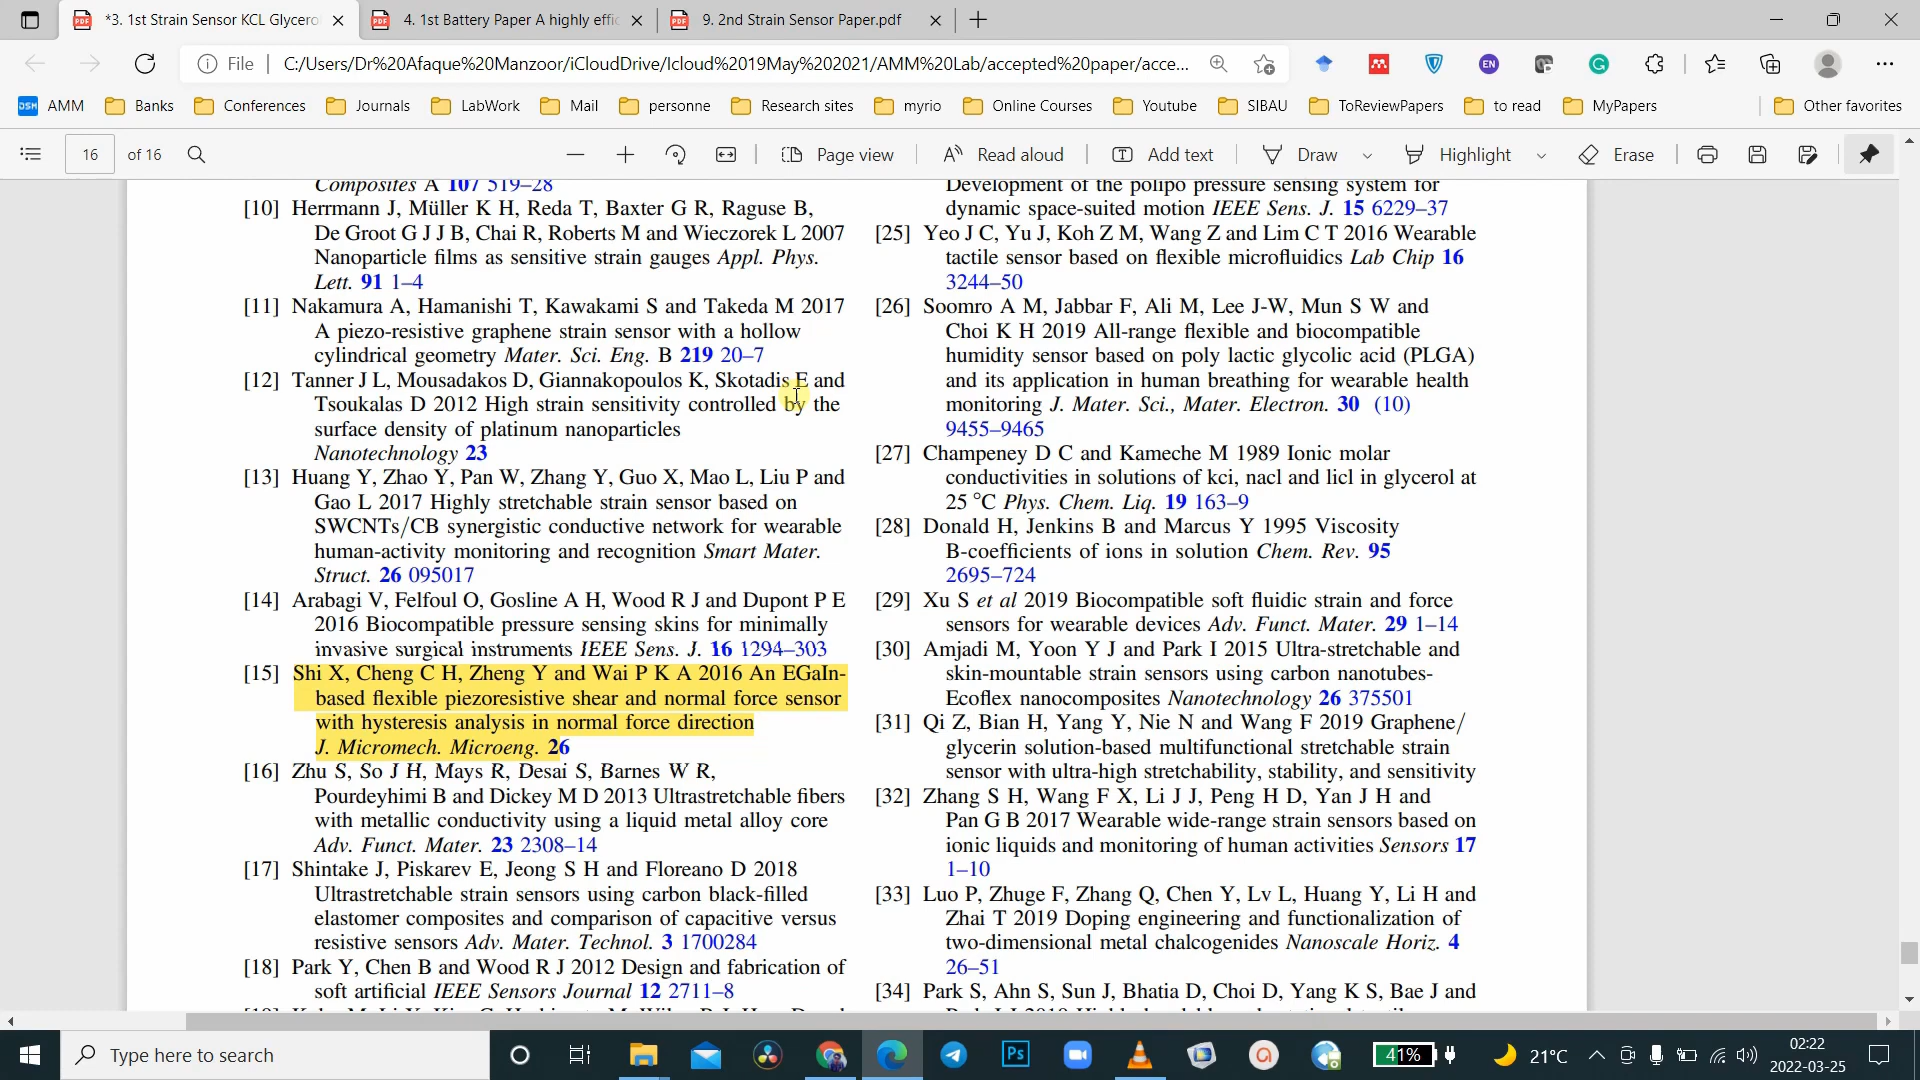 *3. 1st Strain Sensor KCL Glycero
4. 1st Battery Paper A highly effic
9. 2nd Strain Sensor Paper.pdf
File
C:/Users/Dr%20Afaque%20Manzoor/iCloudDrive/Icloud%2019May%202021/AMM%20Lab/accepted%20paper/acce...
AMM
Banks
Conferences
Journals
LabWork
Mail
personne
Research sites
myrio
Online Courses
Youtube
SIBAU
ToReviewPapers
to read
MyPapers
Other favorites
16
of 16
Page view
Read aloud
Add text
Draw
Highlight
Erase
Composites A 107 519–28
[10] Herrmann J, Müller K H, Reda T, Baxter G R, Raguse B,
De Groot G J J B, Chai R, Roberts M and Wieczorek L 2007
Nanoparticle films as sensitive strain gauges Appl. Phys.
Lett. 91 1–4
[11] Nakamura A, Hamanishi T, Kawakami S and Takeda M 2017
A piezo-resistive graphene strain sensor with a hollow
cylindrical geometry Mater. Sci. Eng. B 219 20–7
[12] Tanner J L, Mousadakos D, Giannakopoulos K, Skotadis E and
Tsoukalas D 2012 High strain sensitivity controlled by the
surface density of platinum nanoparticles
Nanotechnology 23
[13] Huang Y, Zhao Y, Pan W, Zhang Y, Guo X, Mao L, Liu P and
Gao L 2017 Highly stretchable strain sensor based on
SWCNTs/CB synergistic conductive network for wearable
human-activity monitoring and recognition Smart Mater.
Struct. 26 095017
[14] Arabagi V, Felfoul O, Gosline A H, Wood R J and Dupont P E
2016 Biocompatible pressure sensing skins for minimally
invasive surgical instruments IEEE Sens. J. 16 1294–303
[15] Shi X, Cheng C H, Zheng Y and Wai P K A 2016 An EGaIn-
based flexible piezoresistive shear and normal force sensor
with hysteresis analysis in normal force direction
J. Micromech. Microeng. 26
[16] Zhu S, So J H, Mays R, Desai S, Barnes W R,
Pourdeyhimi B and Dickey M D 2013 Ultrastretchable fibers
with metallic conductivity using a liquid metal alloy core
Adv. Funct. Mater. 23 2308–14
[17] Shintake J, Piskarev E, Jeong S H and Floreano D 2018
Ultrastretchable strain sensors using carbon black-filled
elastomer composites and comparison of capacitive versus
resistive sensors Adv. Mater. Technol. 3 1700284
[18] Park Y, Chen B and Wood R J 2012 Design and fabrication of
soft artificial IEEE Sensors Journal 12 2711–8
Development of the polipo pressure sensing system for
dynamic space-suited motion IEEE Sens. J. 15 6229–37
[25] Yeo J C, Yu J, Koh Z M, Wang Z and Lim C T 2016 Wearable
tactile sensor based on flexible microfluidics Lab Chip 16
3244–50
[26] Soomro A M, Jabbar F, Ali M, Lee J-W, Mun S W and
Choi K H 2019 All-range flexible and biocompatible
humidity sensor based on poly lactic glycolic acid (PLGA)
and its application in human breathing for wearable health
monitoring J. Mater. Sci., Mater. Electron. 30 (10)
9455–9465
[27] Champeney D C and Kameche M 1989 Ionic molar
conductivities in solutions of kci, nacl and licl in glycerol at
25 °C Phys. Chem. Liq. 19 163–9
[28] Donald H, Jenkins B and Marcus Y 1995 Viscosity
B-coefficients of ions in solution Chem. Rev. 95
2695–724
[29] Xu S et al 2019 Biocompatible soft fluidic strain and force
sensors for wearable devices Adv. Funct. Mater. 29 1–14
[30] Amjadi M, Yoon Y J and Park I 2015 Ultra-stretchable and
skin-mountable strain sensors using carbon nanotubes-
Ecoflex nanocomposites Nanotechnology 26 375501
[31] Qi Z, Bian H, Yang Y, Nie N and Wang F 2019 Graphene/
glycerin solution-based multifunctional stretchable strain
sensor with ultra-high stretchability, stability, and sensitivity
[32] Zhang S H, Wang F X, Li J J, Peng H D, Yan J H and
Pan G B 2017 Wearable wide-range strain sensors based on
ionic liquids and monitoring of human activities Sensors 17
1–10
[33] Luo P, Zhuge F, Zhang Q, Chen Y, Lv L, Huang Y, Li H and
Zhai T 2019 Doping engineering and functionalization of
two-dimensional metal chalcogenides Nanoscale Horiz. 4
26–51
[34] Park S, Ahn S, Sun J, Bhatia D, Choi D, Yang K S, Bae J and
Type here to search
Ps
41%
21°C
02:22
2022-03-25